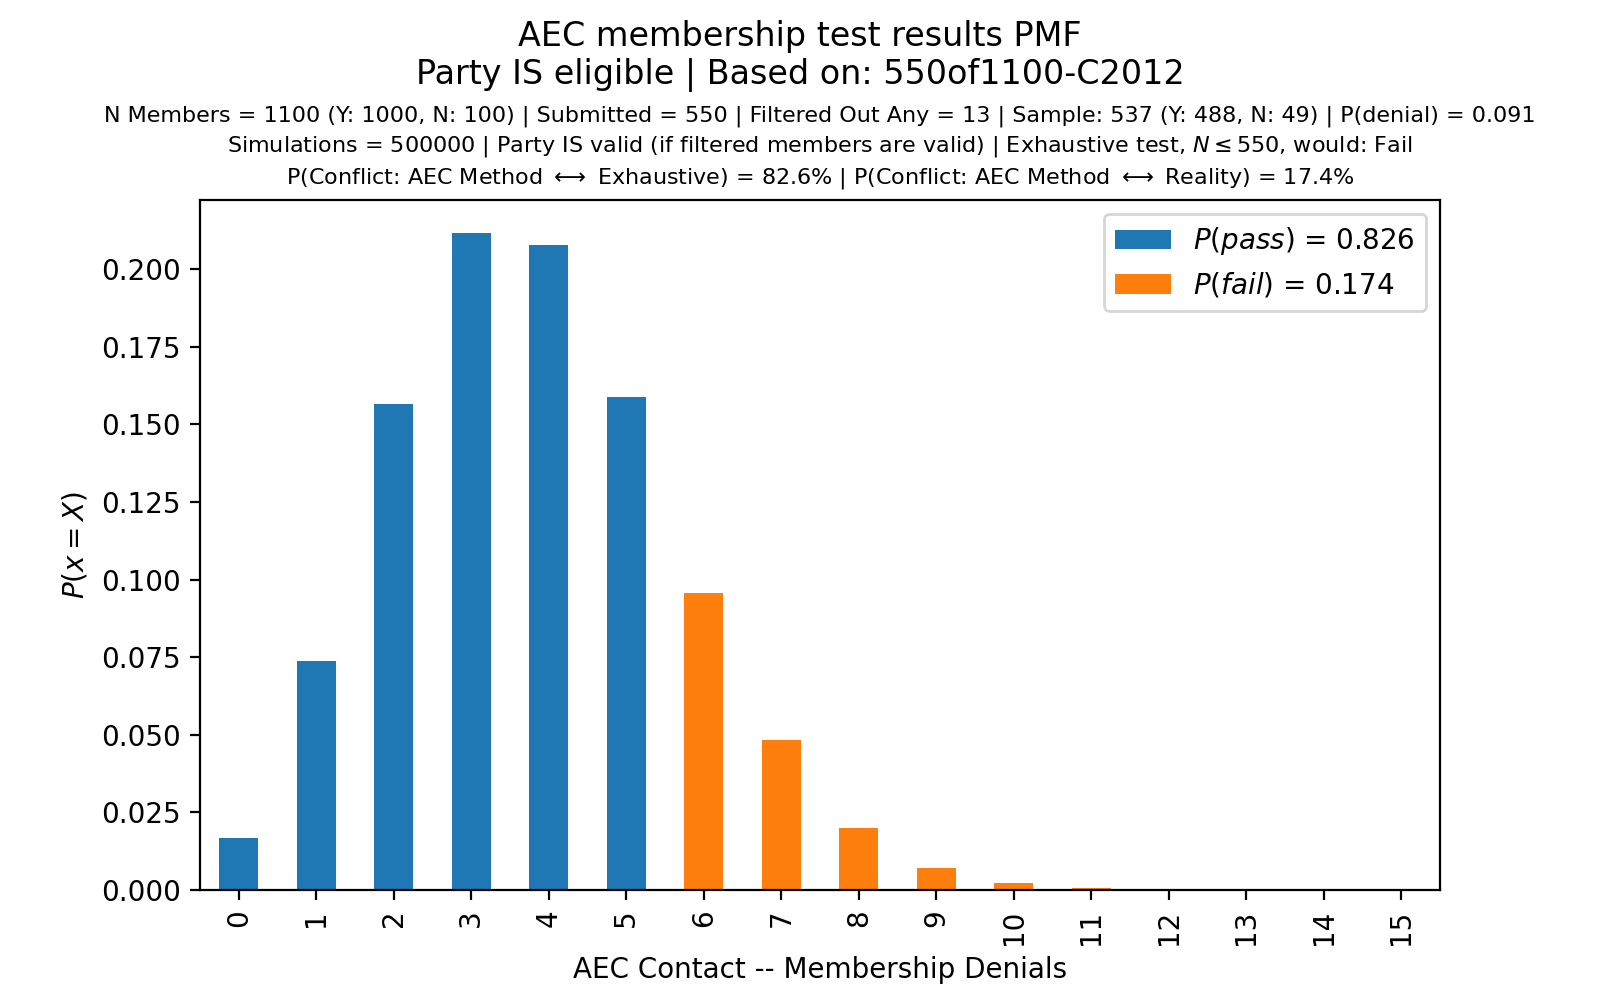 AEC membership test results PMF
Party IS eligible | Based on: 550of1100-C2012
N Members = 1100 (Y: 1000, N: 100) | Submitted = 550 | Filtered Out Any = 13 | Sample: 537 (Y: 488, N: 49) | P(denial) = 0.091
Simulations = 500000 | Party IS valid (if filtered members are valid) | Exhaustive test, N ≤ 550, would: Fail
P(Conflict: AEC Method ⟷ Exhaustive) = 82.6% | P(Conflict: AEC Method ⟷ Reality) = 17.4%
P(pass) = 0.826
P(fail) = 0.174
P(x = X)
0.200
0.175
0.150
0.125
0.100
0.075
0.050
0.025
0.000
0 1 2 3 4 5 6 7 8 9 10 11 12 13 14 15
AEC Contact -- Membership Denials